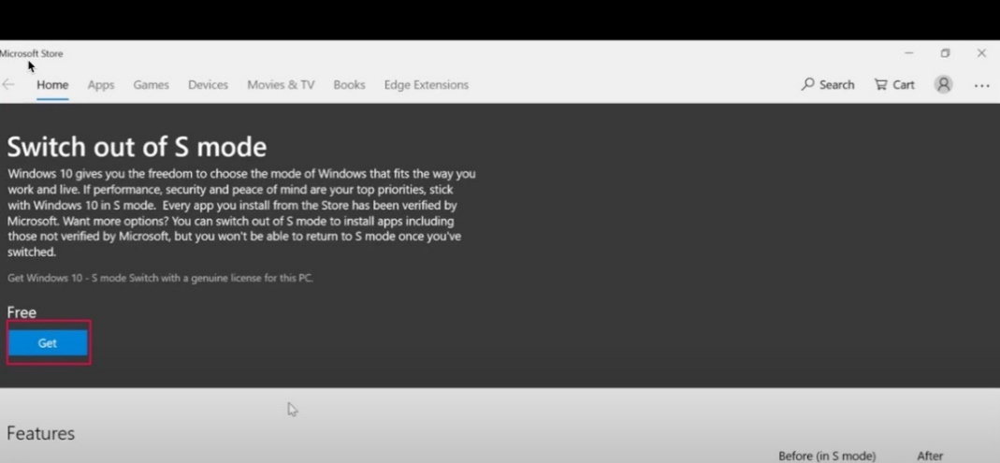 Microsoft Store
Home Apps Games Devices Movies & TV Books Edge Extensions Search Cart
Switch out of S mode
Windows 10 gives you the freedom to choose the mode of Windows that fits the way you
work and live. If performance, security and peace of mind are your top priorities, stick
with Windows 10 in S mode. Every app you install from the Store has been verified by
Microsoft. Want more options? You can switch out of S mode to install apps including
those not verified by Microsoft, but you won't be able to return to S mode once you've
switched.
Get Windows 10 - S mode Switch with a genuine license for this PC.
Free
Get
Features
Before (in S mode) After